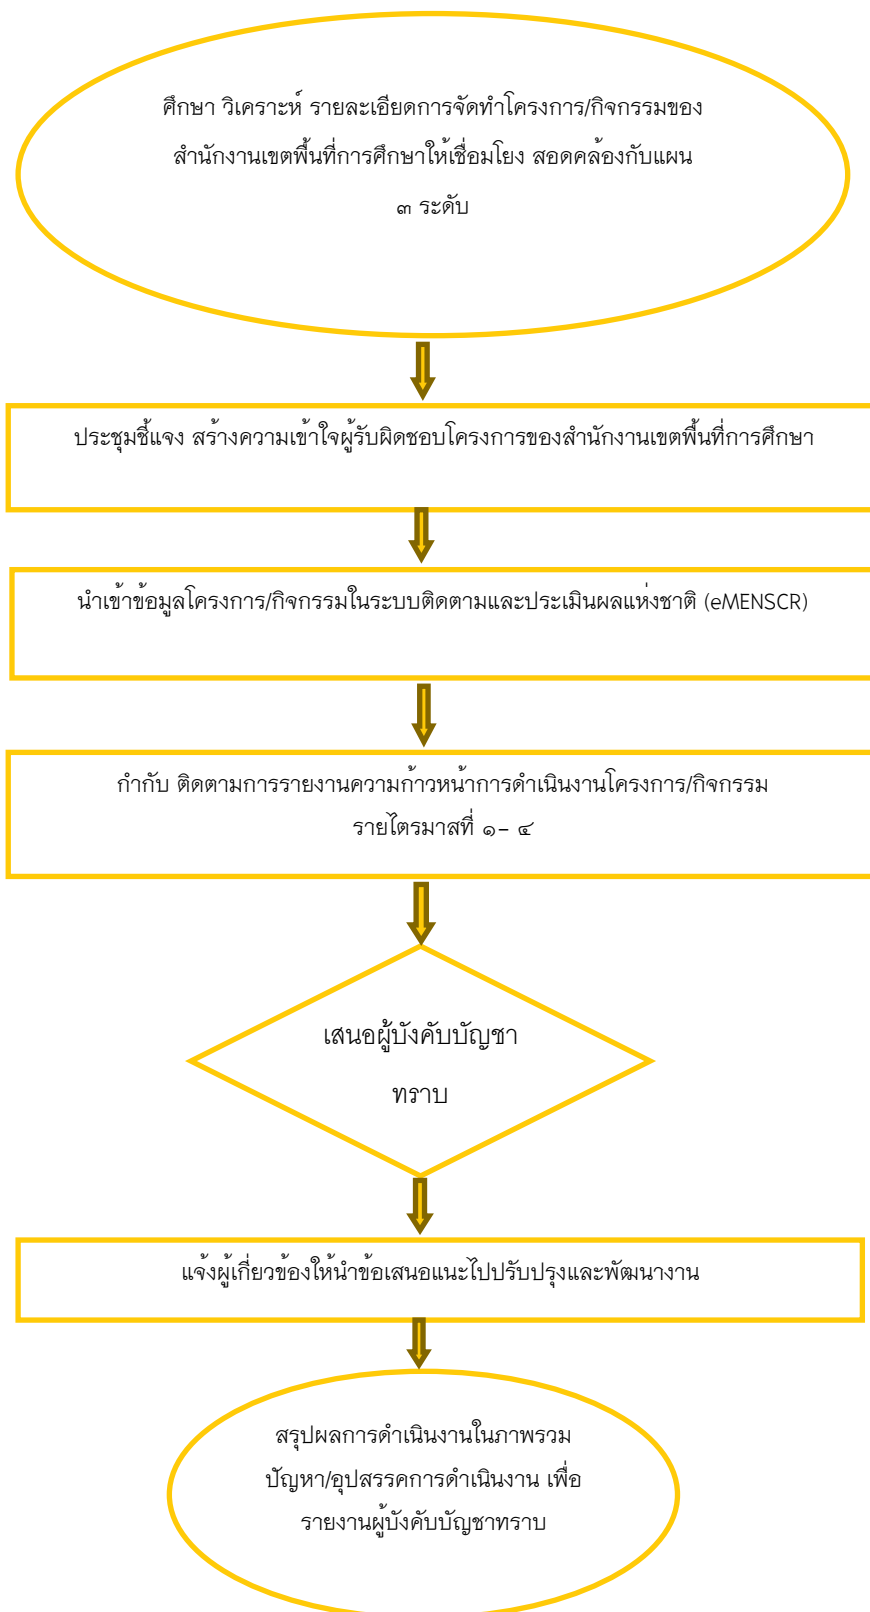 ศึกษา วิเคราะห์ รายละเอียดการจัดทำโครงการ/กิจกรรมของ
สำนักงานเขตพื้นที่การศึกษาให้เชื่อมโยง สอดคล้องกับแผน
๓ ระดับ
ประชุมชี้แจง สร้างความเข้าใจผู้รับผิดชอบโครงการของสำนักงานเขตพื้นที่การศึกษา
นำเข้าข้อมูลโครงการ/กิจกรรมในระบบติดตามและประเมินผลแห่งชาติ (eMENSCR)
กำกับ ติดตามการรายงานความก้าวหน้าการดำเนินงานโครงการ/กิจกรรม
รายไตรมาสที่ ๑- ๔
เสนอผู้บังคับบัญชา
ทราบ
แจ้งผู้เกี่ยวข้องให้นำข้อเสนอแนะไปปรับปรุงและพัฒนางาน
สรุปผลการดำเนินงานในภาพรวม
ปัญหา/อุปสรรคการดำเนินงาน เพื่อ
รายงานผู้บังคับบัญชาทราบ